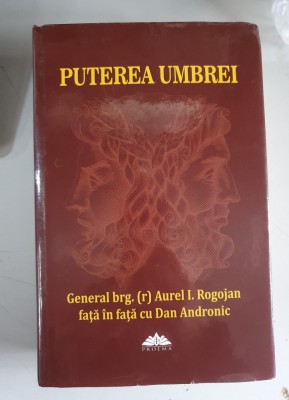 PUTEREA UMBREI
General brg. (r) Aurel I. Rogojan
față în față cu Dan Andronic
PROEMA